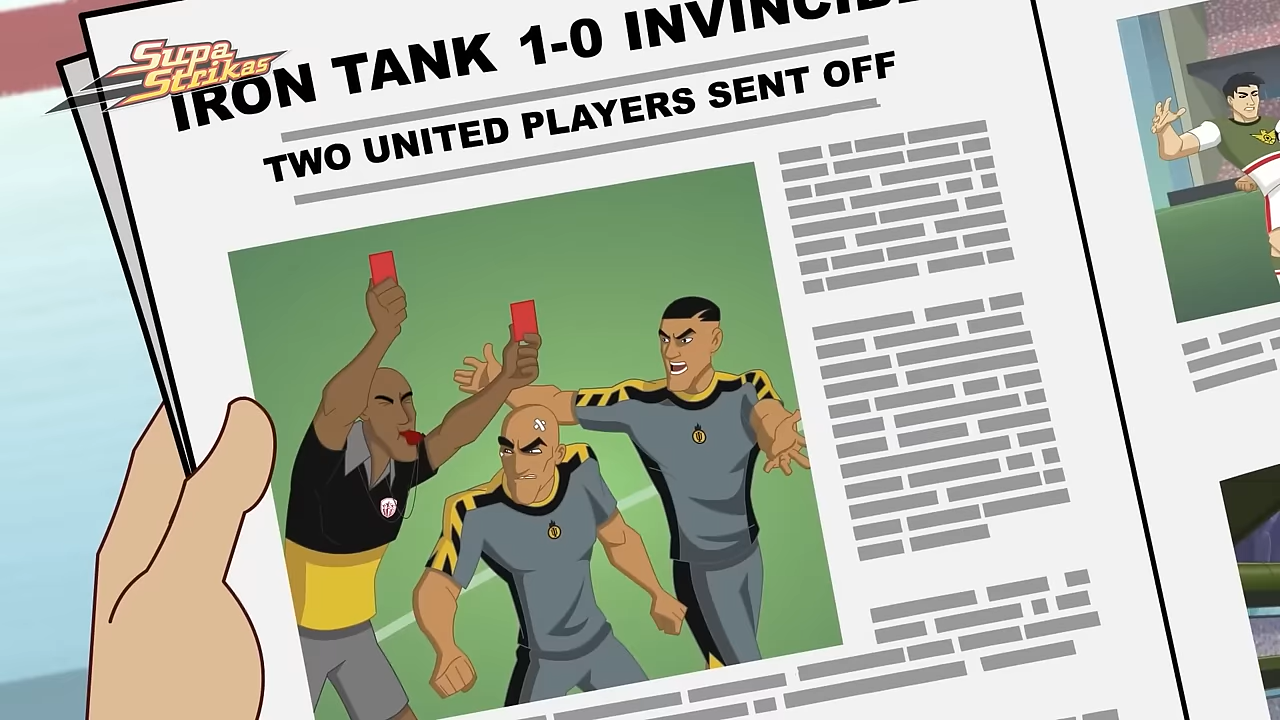 Supa
Strikas
IRON TANK 1-0
TWO UNITED PLAYERS SENT OFF